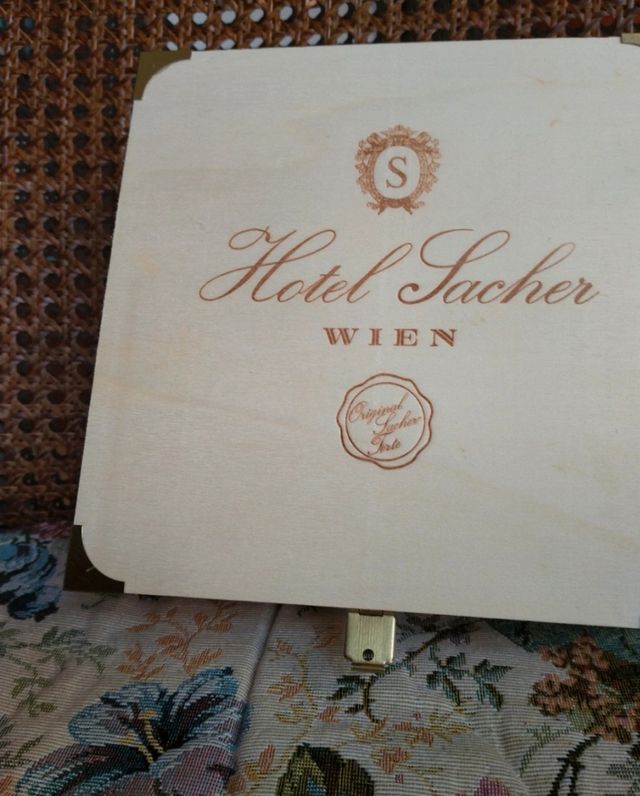 S
Hotel Sacher
WIEN
Original
Sacher
Torte